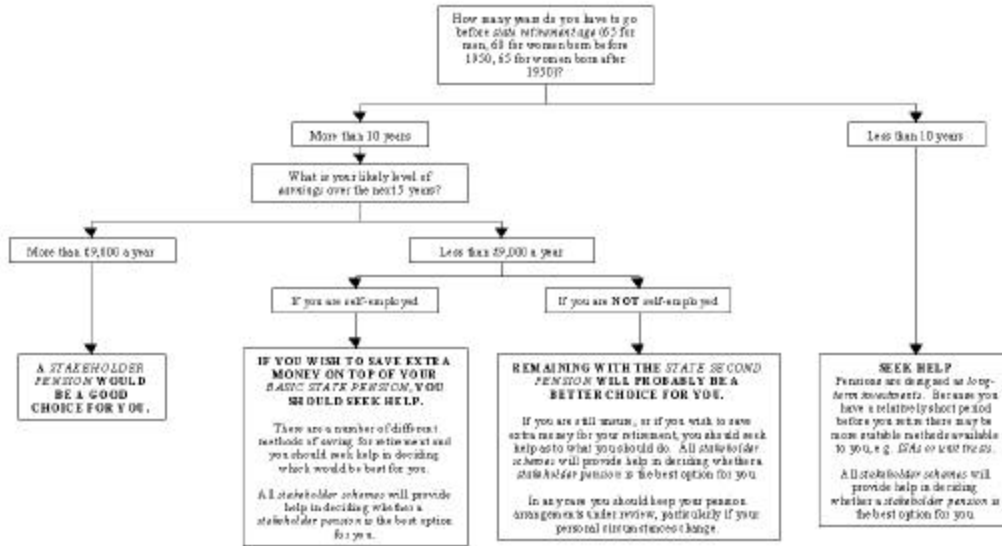 How many years do you have to go
before state retirement age (65 for
men, 60 for women born before
1950, 65 for women born after
1950)?
More than 10 years
Less than 10 years
What is your likely level of
earnings over the next 5 years?
More than £9,000 a year
Less than £9,000 a year
If you are self-employed
If you are NOT self-employed
A STAKEHOLDER
PENSION WOULD
BE A GOOD
CHOICE FOR YOU.
IF YOU WISH TO SAVE EXTRA
MONEY ON TOP OF YOUR
BASIC STATE PENSION, YOU
SHOULD SEEK HELP.
There are a number of different
methods of saving for retirement and
you should seek help in deciding
which would be best for you.
All stakeholder schemes will provide
help in deciding whether a
stakeholder pension is the best option
for you.
REMAINING WITH THE STATE SECOND
PENSION WILL PROBABLY BE A
BETTER CHOICE FOR YOU.
If you are still unsure, or if you wish to save
extra money for your retirement, you should seek
help as to what you should do. All stakeholder
schemes will provide help in deciding whether a
stakeholder pension is the best option for you.
In any case you should keep your pension
arrangements under review, particularly if your
personal circumstances change.
SEEK HELP
Pensions are designed as long-
term investments. Because you
have a relatively short period
before you retire there may be
more suitable methods available
to you, e.g. ISAs or unit trusts.
All stakeholder schemes will
provide help in deciding
whether a stakeholder pension is
the best option for you.